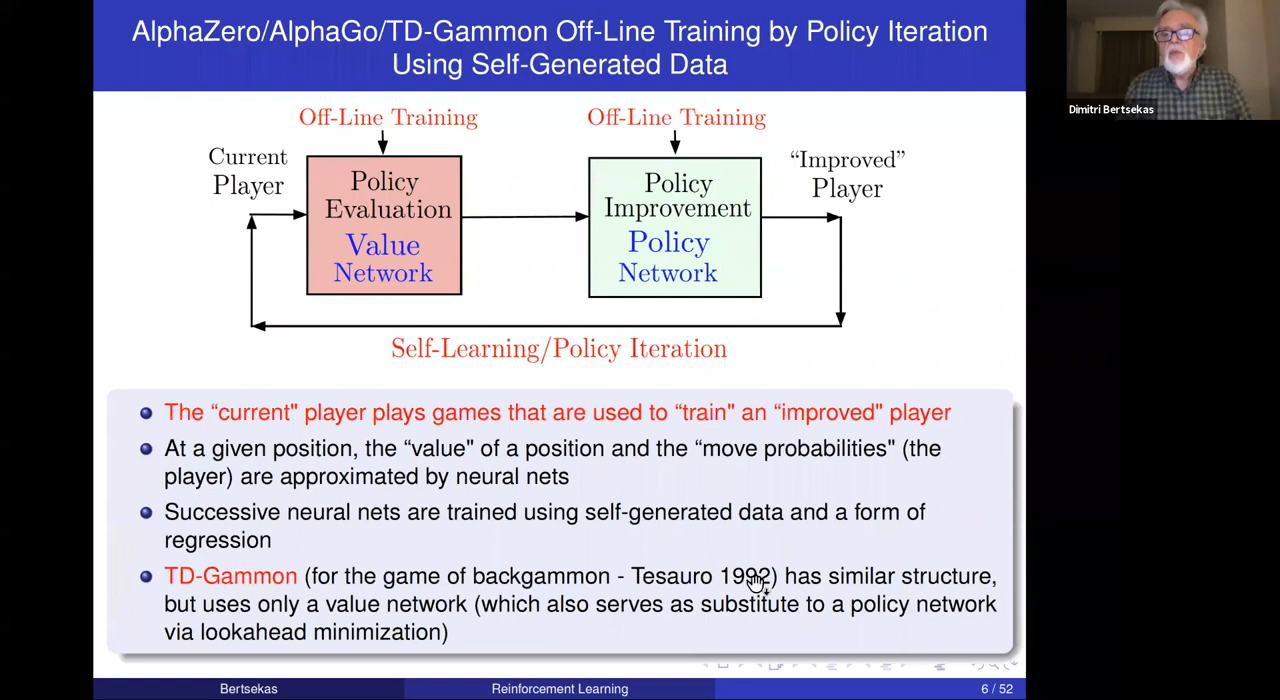 AlphaZero/AlphaGo/TD-Gammon Off-Line Training by Policy Iteration
Using Self-Generated Data
Dimitri Bertsekas
Off-Line Training
Off-Line Training
Current
Player
Policy
Evaluation
Value
Network
Policy
Improvement
Policy
Network
“Improved”
Player
Self-Learning/Policy Iteration
The “current" player plays games that are used to “train" an “improved" player
At a given position, the “value" of a position and the “move probabilities" (the
player) are approximated by neural nets
Successive neural nets are trained using self-generated data and a form of
regression
TD-Gammon (for the game of backgammon - Tesauro 1992) has similar structure,
but uses only a value network (which also serves as substitute to a policy network
via lookahead minimization)
Bertsekas
Reinforcement Learning
6 / 52